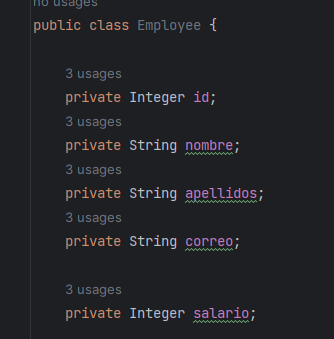 no usages
public class Employee {
3 usages
private Integer id;
3 usages
private String nombre;
3 usages
private String apellidos;
3 usages
private String correo;
3 usages
private Integer salario;